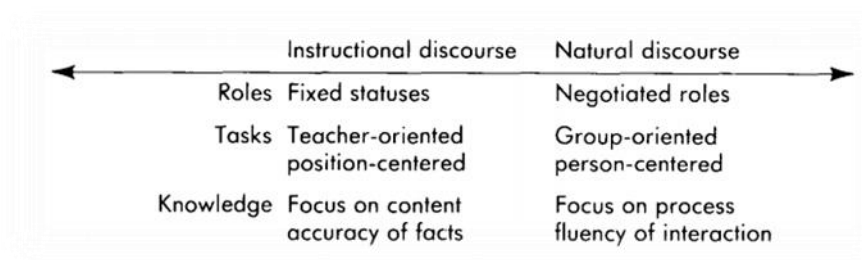 Instructional discourse Natural discourse
Roles Fixed statuses Negotiated roles
Tasks Teacher-oriented Group-oriented
position-centered person-centered
Knowledge Focus on content Focus on process
accuracy of facts fluency of interaction